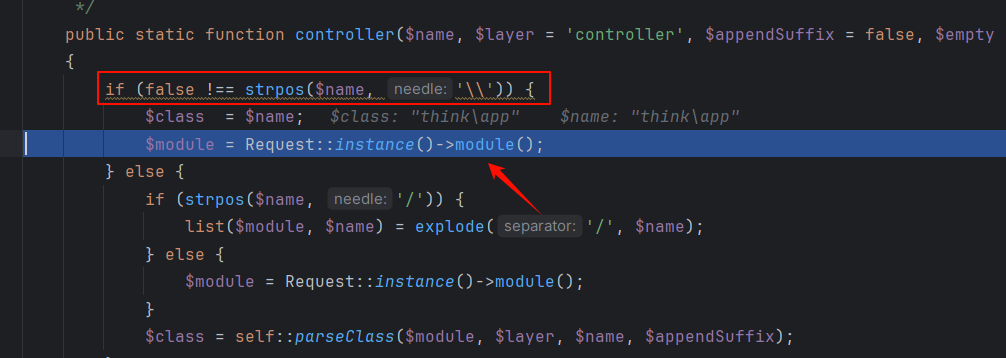 */
public static function controller($name, $layer = 'controller', $appendSuffix = false, $empty
{
if (false !== strpos($name, needle: '\\')) {
$class = $name; $class: "think\app" $name: "think\app"
$module = Request::instance()->module();
} else {
if (strpos($name, needle: '/')) {
list($module, $name) = explode( separator: '/', $name);
} else {
$module = Request::instance()->module();
}
$class = self::parseClass($module, $layer, $name, $appendSuffix);